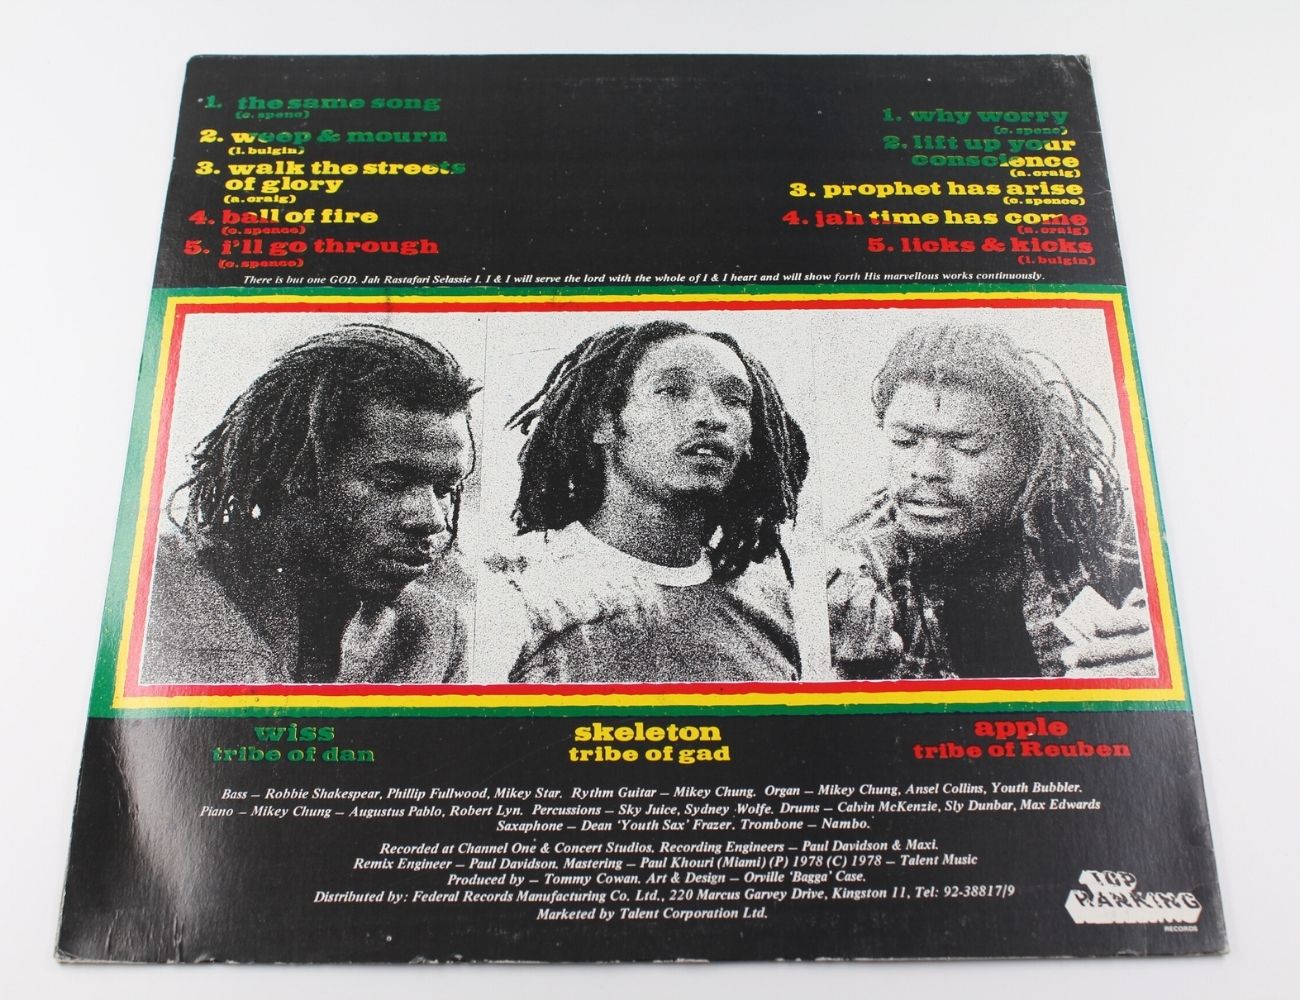 1. the same song
(c. spence)
2. weep & mourn
(l. bulgin)
3. walk the streets
of glory
(a. craig)
4. ball of fire
(c. spence)
5. i'll go through
(c. spence)
1. why worry
(c. spence)
2. lift up your
conscience
(a. craig)
3. prophet has arise
(c. spence)
4. jah time has come
(a. craig)
5. licks & kicks
(l. bulgin)
There is but one GOD, Jah Rastafari Selassie I. I & I will serve the lord with the whole of I & I heart and will show forth His marvellous works continuously.
wiss
tribe of dan
skeleton
tribe of gad
apple
tribe of Reuben
Bass – Robbie Shakespear, Phillip Fullwood, Mikey Star. Rythm Guitar – Mikey Chung. Organ – Mikey Chung, Ansel Collins, Youth Bubbler.
Piano – Mikey Chung – Augustus Pablo, Robert Lyn. Percussions – Sky Juice, Sydney Wolfe. Drums – Calvin McKenzie, Sly Dunbar, Max Edwards
Saxaphone – Dean 'Youth Sax' Frazer. Trombone – Nambo.
Recorded at Channel One & Concert Studios. Recording Engineers – Paul Davidson & Maxi.
Remix Engineer – Paul Davidson. Mastering – Paul Khouri (Miami) (P) 1978 (C) 1978 – Talent Music
Produced by – Tommy Cowan. Art & Design – Orville 'Bagga' Case.
Distributed by: Federal Records Manufacturing Co. Ltd., 220 Marcus Garvey Drive, Kingston 11, Tel: 92-38817/9
Marketed by Talent Corporation Ltd.
TOP
RANKING
RECORDS